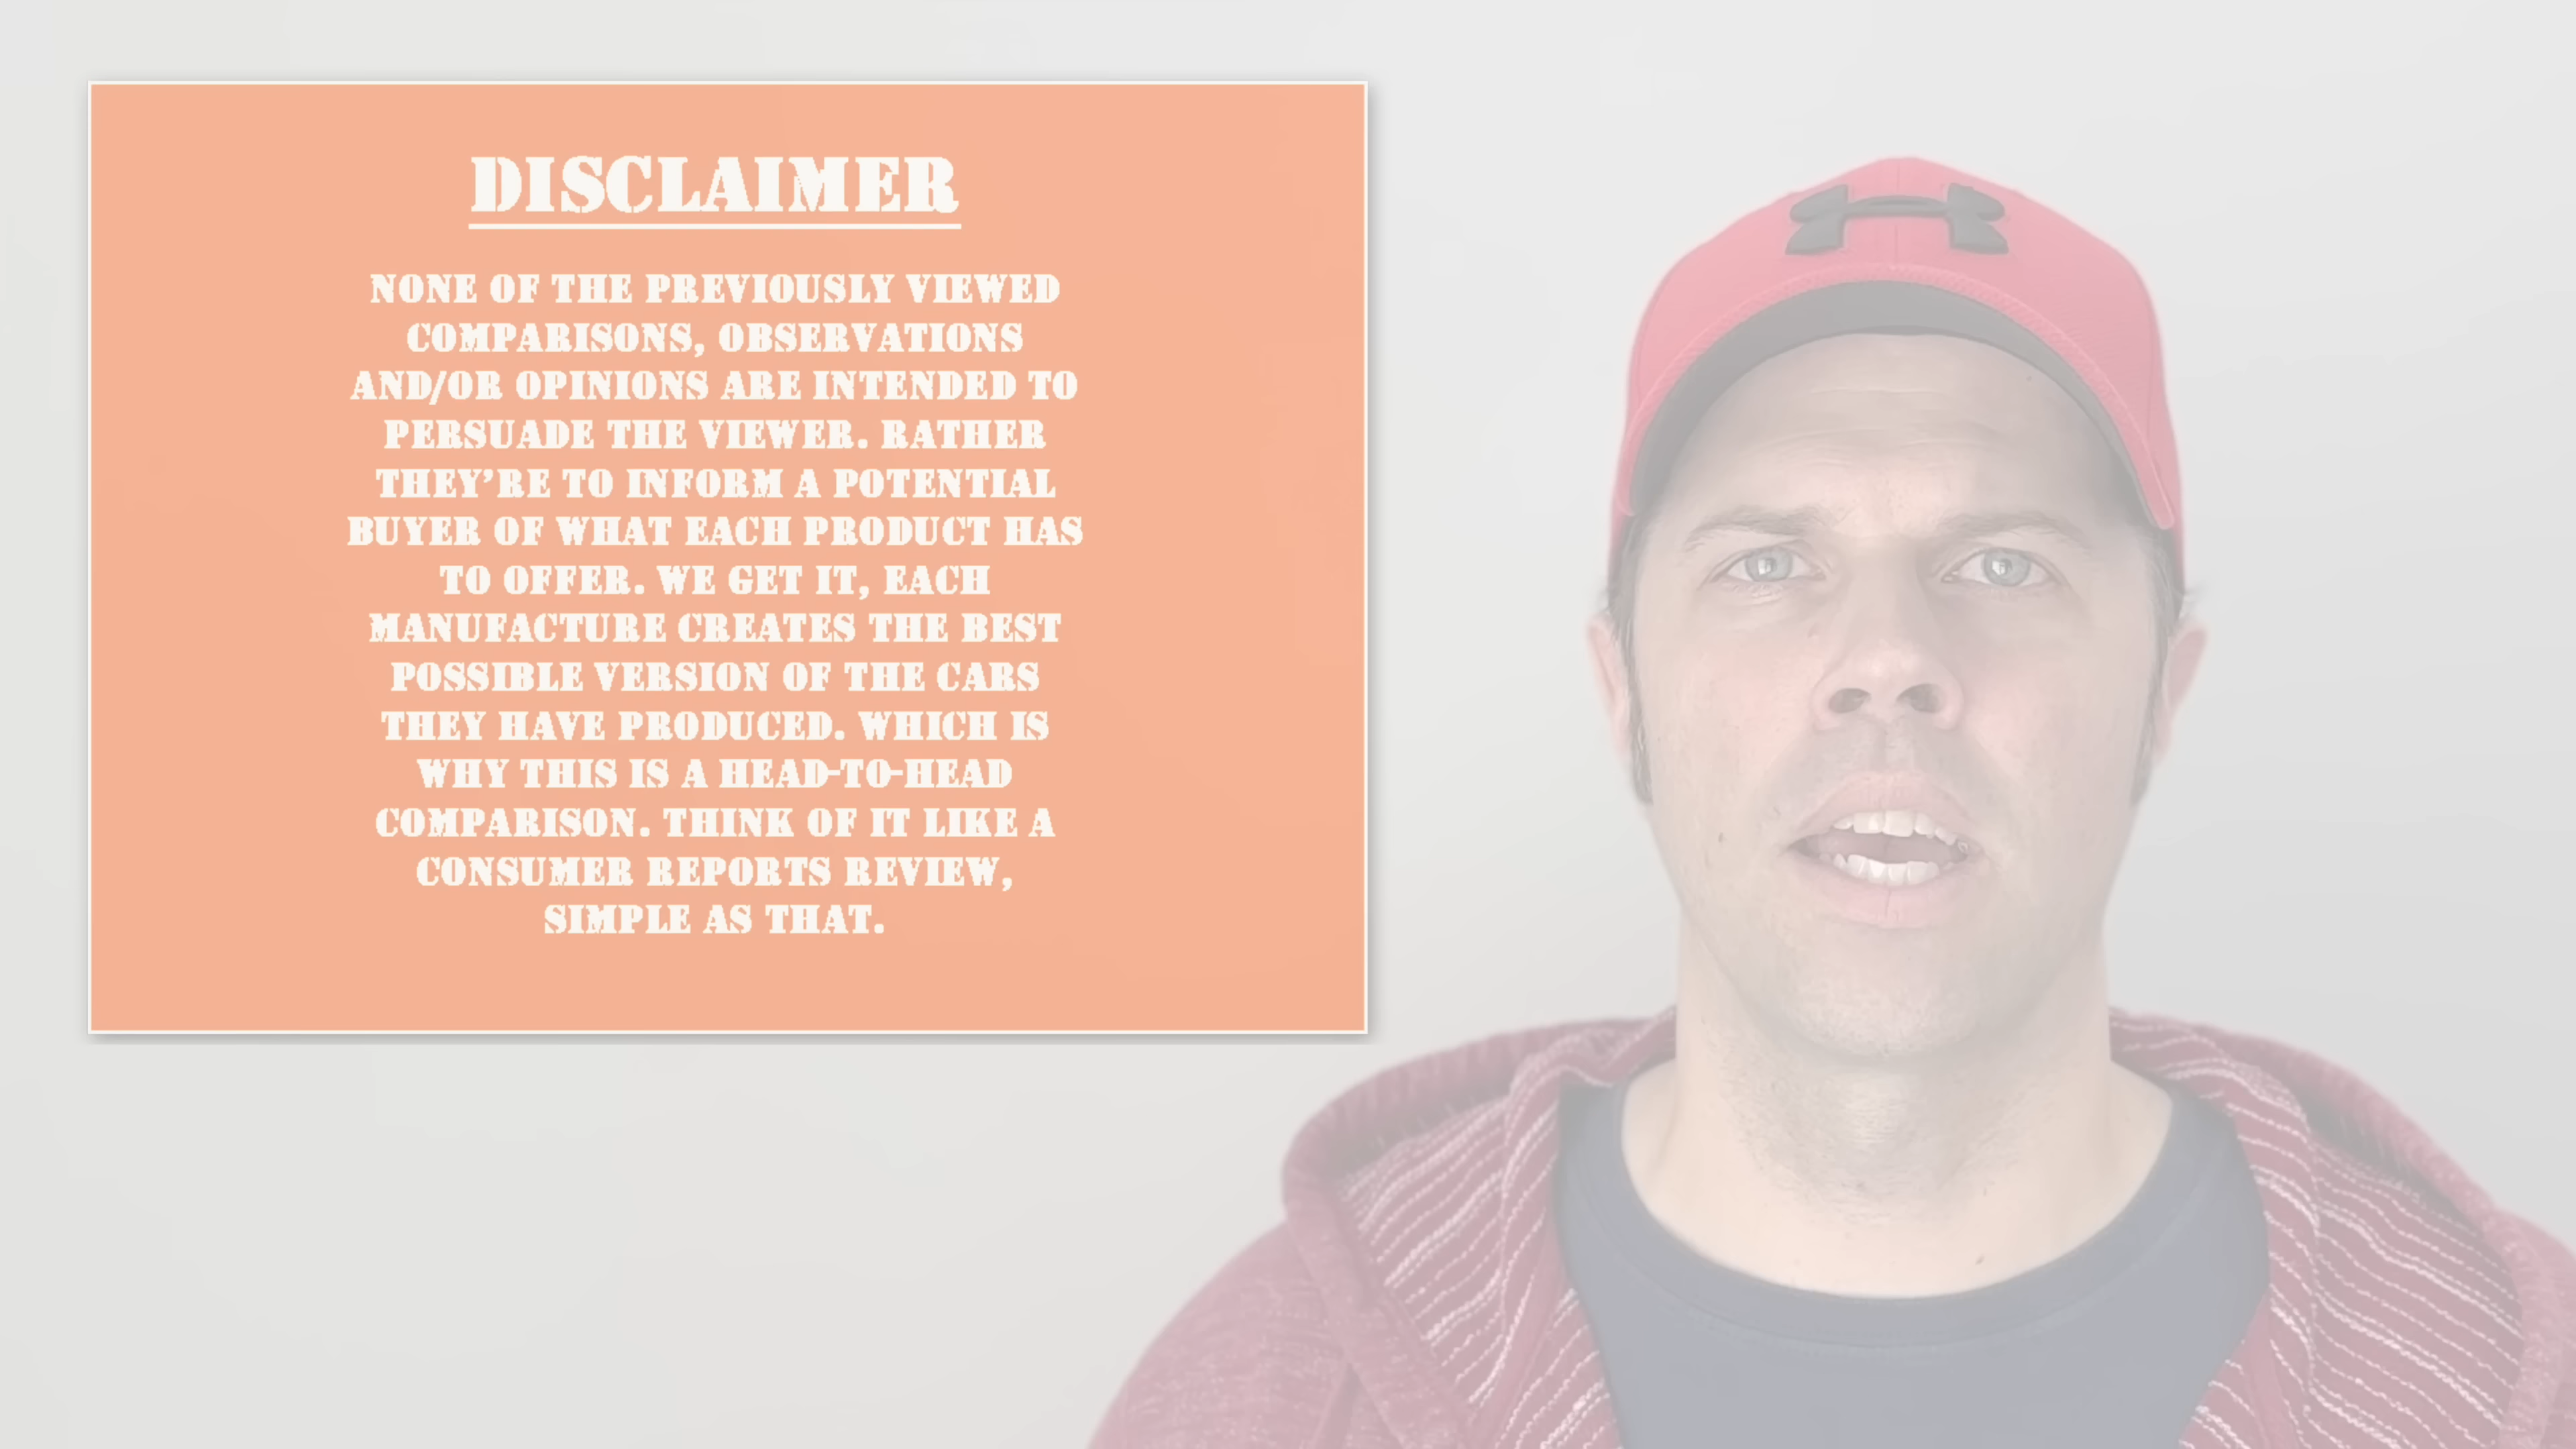 DISCLAIMER
NONE OF THE PREVIOUSLY VIEWED
COMPARISONS, OBSERVATIONS
AND/OR OPINIONS ARE INTENDED TO
PERSUADE THE VIEWER. RATHER
THEY'RE TO INFORM A POTENTIAL
BUYER OF WHAT EACH PRODUCT HAS
TO OFFER. WE GET IT, EACH
MANUFACTURE CREATES THE BEST
POSSIBLE VERSION OF THE CARS
THEY HAVE PRODUCED. WHICH IS
WHY THIS IS A HEAD-TO-HEAD
COMPARISON. THINK OF IT LIKE A
CONSUMER REPORTS REVIEW,
SIMPLE AS THAT.